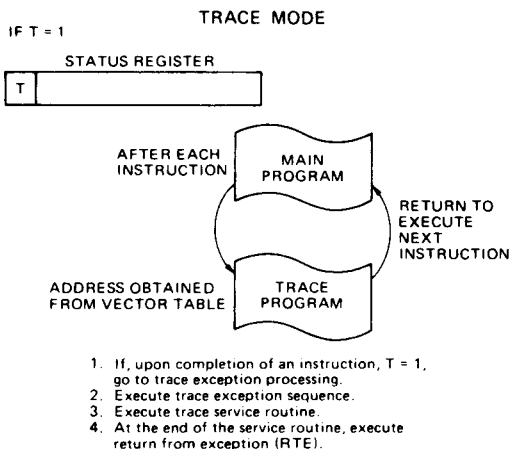 TRACE MODE
IF T = 1
STATUS REGISTER
T
AFTER EACH
INSTRUCTION
MAIN
PROGRAM
RETURN TO
EXECUTE
NEXT
INSTRUCTION
ADDRESS OBTAINED
FROM VECTOR TABLE
TRACE
PROGRAM
1. If, upon completion of an instruction, T = 1,
go to trace exception processing.
2. Execute trace exception sequence.
3. Execute trace service routine.
4. At the end of the service routine, execute
return from exception (RTE).